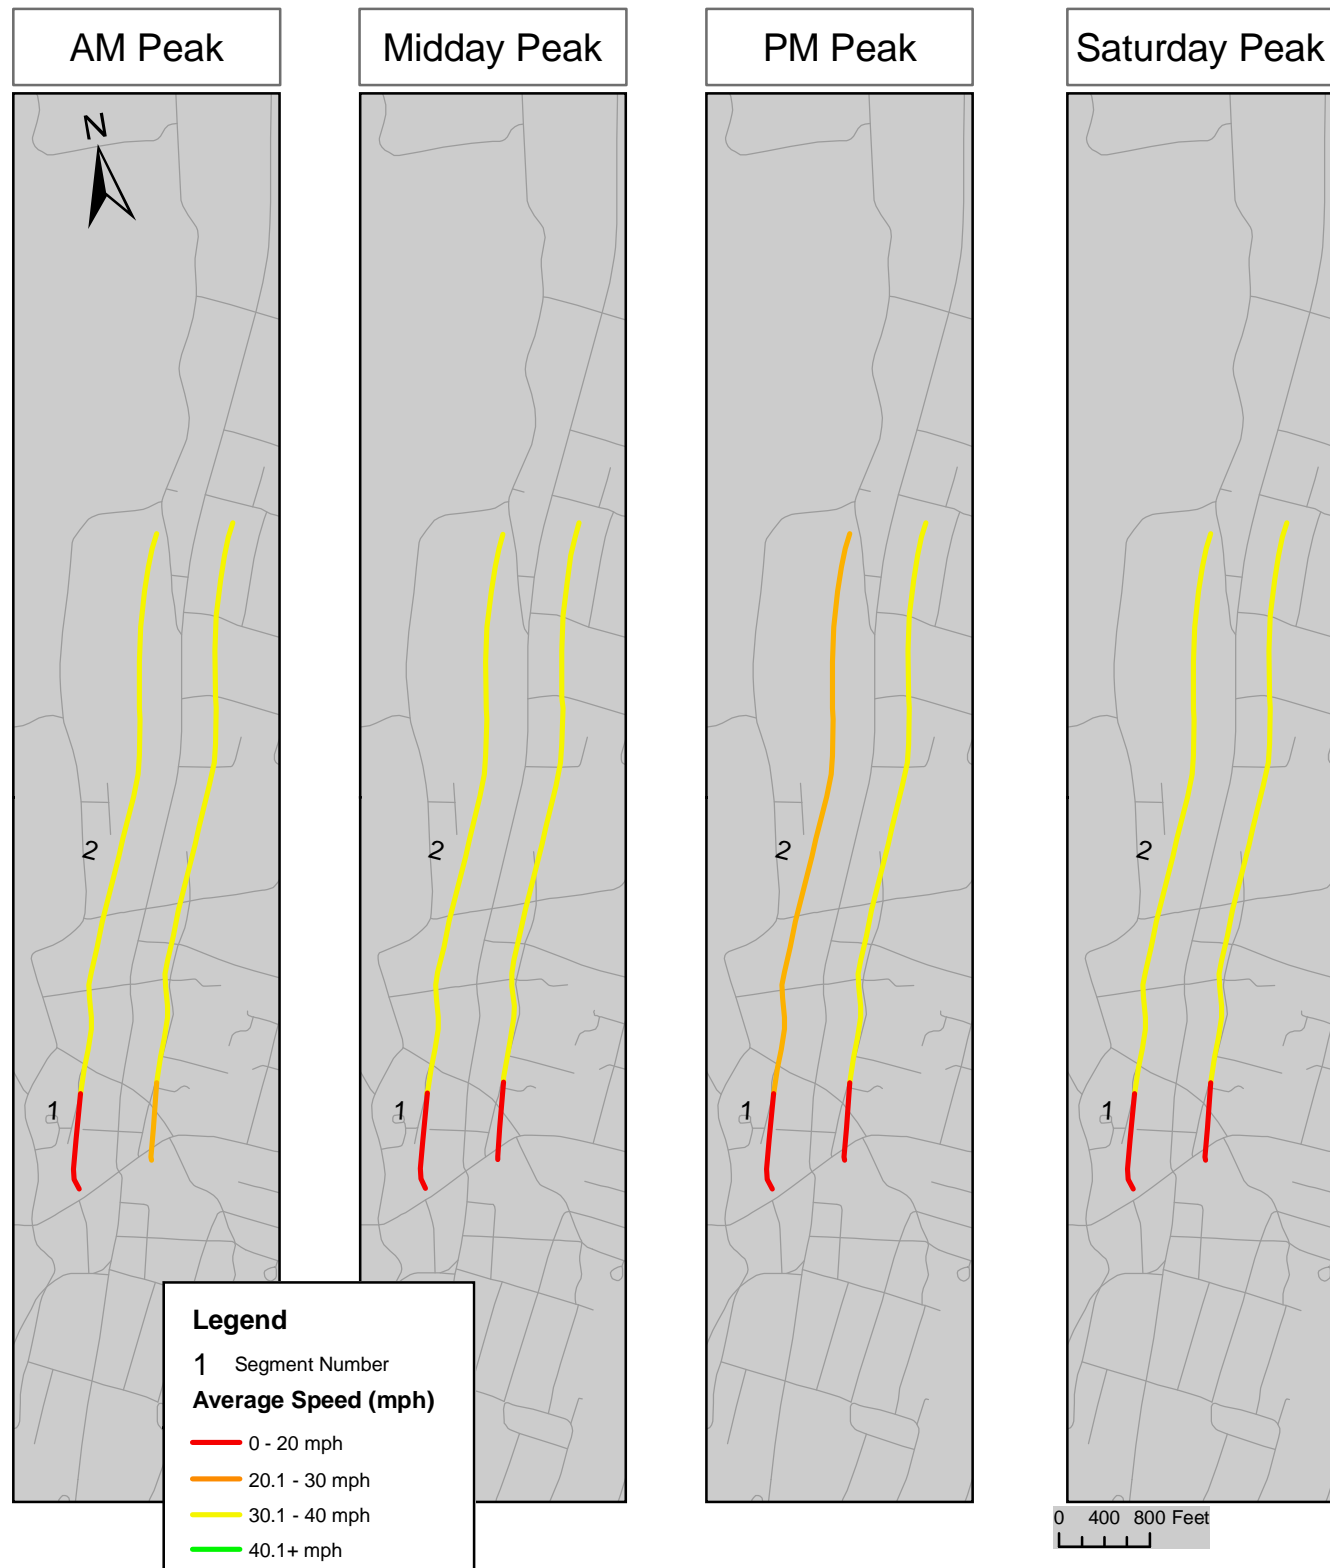 AM Peak
Midday Peak
PM Peak
Saturday Peak
N
2
2
2
2
1
1
1
1
Legend
1 Segment Number
Average Speed (mph)
0 - 20 mph
20.1 - 30 mph
30.1 - 40 mph
40.1+ mph
0 400 800 Feet